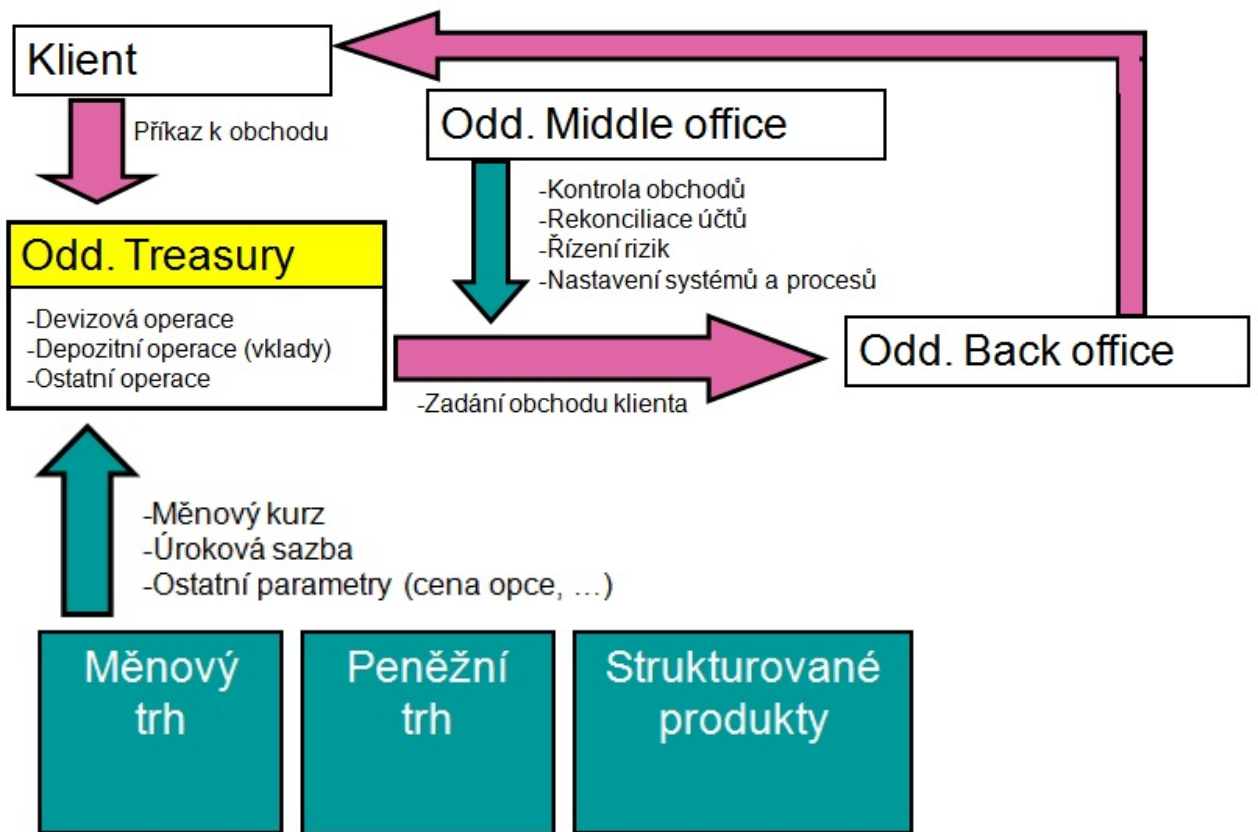 Klient
Příkaz k obchodu
Odd. Middle office
-Kontrola obchodů
-Rekonciliace účtů
-Řízení rizik
-Nastavení systémů a procesů
Odd. Treasury
-Devizová operace
-Depozitní operace (vklady)
-Ostatní operace
-Zadání obchodu klienta
Odd. Back office
-Měnový kurz
-Úroková sazba
-Ostatní parametry (cena opce, …)
Měnový
trh
Peněžní
trh
Strukturované
produkty